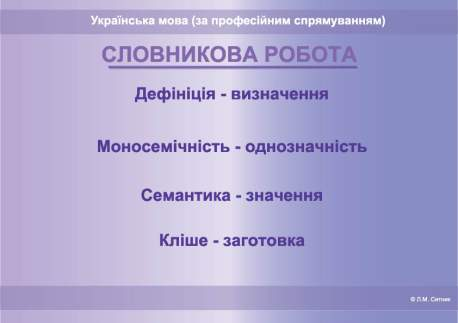 Українська мова (за професійним спрямуванням)
СЛОВНИКОВА РОБОТА
Дефініція - визначення
Моносемічність - однозначність
Семантика - значення
Кліше - заготовка
© Л.М. Ситник